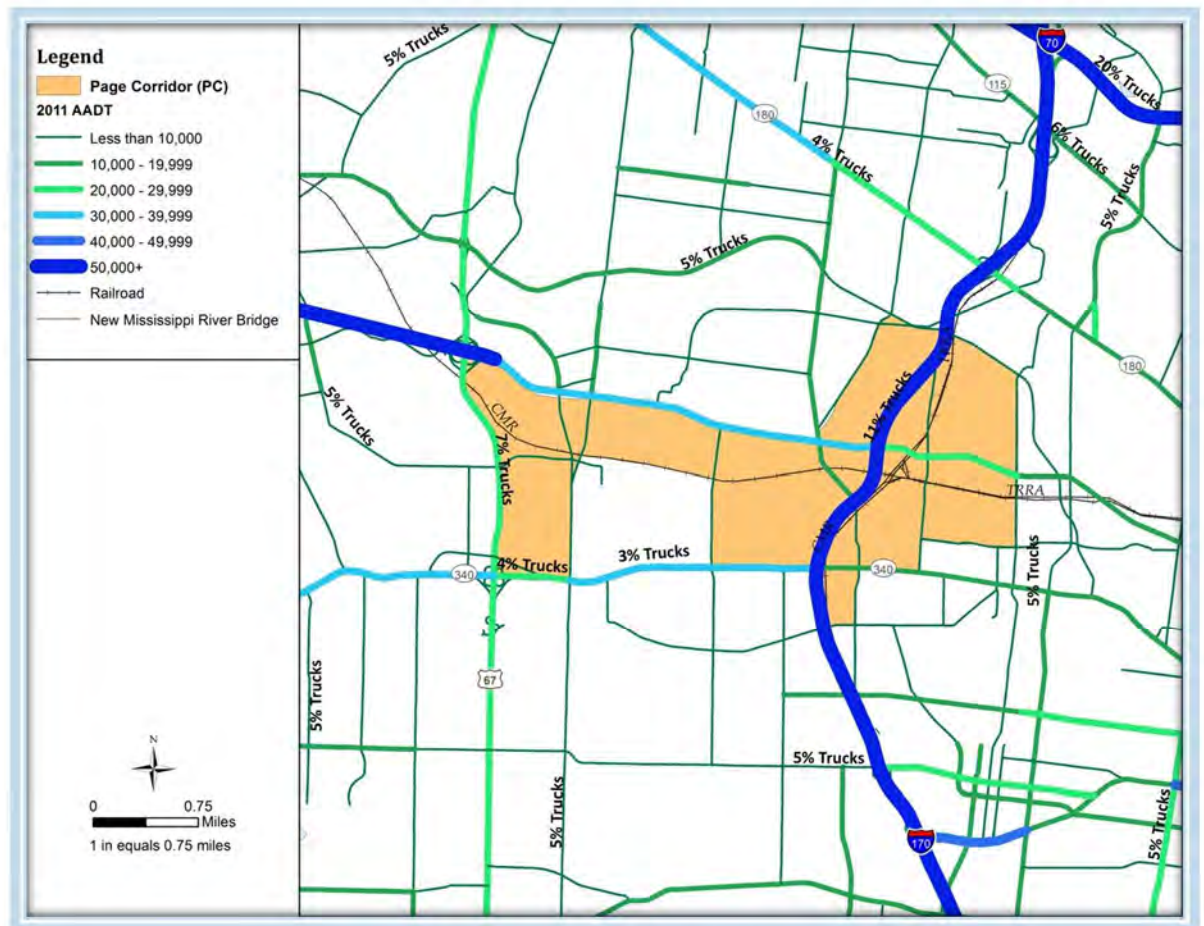 Legend
Page Corridor (PC)
2011 AADT
Less than 10,000
10,000 - 19,999
20,000 - 29,999
30,000 - 39,999
40,000 - 49,999
50,000+
Railroad
New Mississippi River Bridge
N
0 0.75
Miles
1 in equals 0.75 miles
5% Trucks
70
20% Trucks
115
180
4% Trucks
6% Trucks
5% Trucks
5% Trucks
180
5% Trucks
CMR
7% Trucks
11% Trucks
TRRA
340
4% Trucks
3% Trucks
340
5% Trucks
67
5% Trucks
5% Trucks
5% Trucks
170
5% Trucks